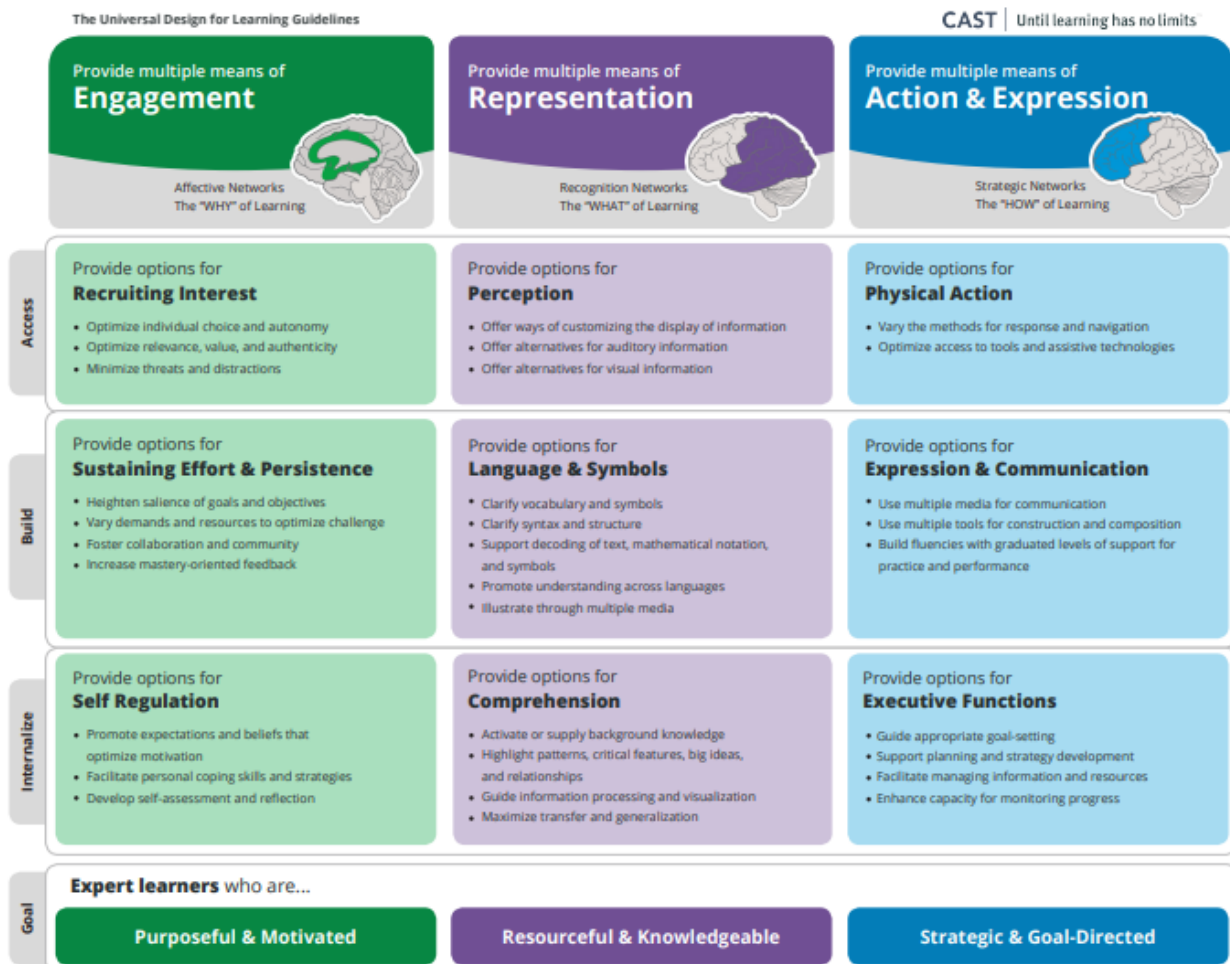 The Universal Design for Learning Guidelines
CAST | Until learning has no limits
Provide multiple means of
Engagement
Affective Networks
The "WHY" of Learning
Provide multiple means of
Representation
Recognition Networks
The "WHAT" of Learning
Provide multiple means of
Action & Expression
Strategic Networks
The "HOW" of Learning
Access
Provide options for
Recruiting Interest
• Optimize individual choice and autonomy
• Optimize relevance, value, and authenticity
• Minimize threats and distractions
Provide options for
Perception
• Offer ways of customizing the display of information
• Offer alternatives for auditory information
• Offer alternatives for visual information
Provide options for
Physical Action
• Vary the methods for response and navigation
• Optimize access to tools and assistive technologies
Build
Provide options for
Sustaining Effort & Persistence
• Heighten salience of goals and objectives
• Vary demands and resources to optimize challenge
• Foster collaboration and community
• Increase mastery-oriented feedback
Provide options for
Language & Symbols
• Clarify vocabulary and symbols
• Clarify syntax and structure
• Support decoding of text, mathematical notation,
and symbols
• Promote understanding across languages
• Illustrate through multiple media
Provide options for
Expression & Communication
• Use multiple media for communication
• Use multiple tools for construction and composition
• Build fluencies with graduated levels of support for
practice and performance
Internalize
Provide options for
Self Regulation
• Promote expectations and beliefs that
optimize motivation
• Facilitate personal coping skills and strategies
• Develop self-assessment and reflection
Provide options for
Comprehension
• Activate or supply background knowledge
• Highlight patterns, critical features, big ideas,
and relationships
• Guide information processing and visualization
• Maximize transfer and generalization
Provide options for
Executive Functions
• Guide appropriate goal-setting
• Support planning and strategy development
• Facilitate managing information and resources
• Enhance capacity for monitoring progress
Goal
Expert learners who are...
Purposeful & Motivated
Resourceful & Knowledgeable
Strategic & Goal-Directed